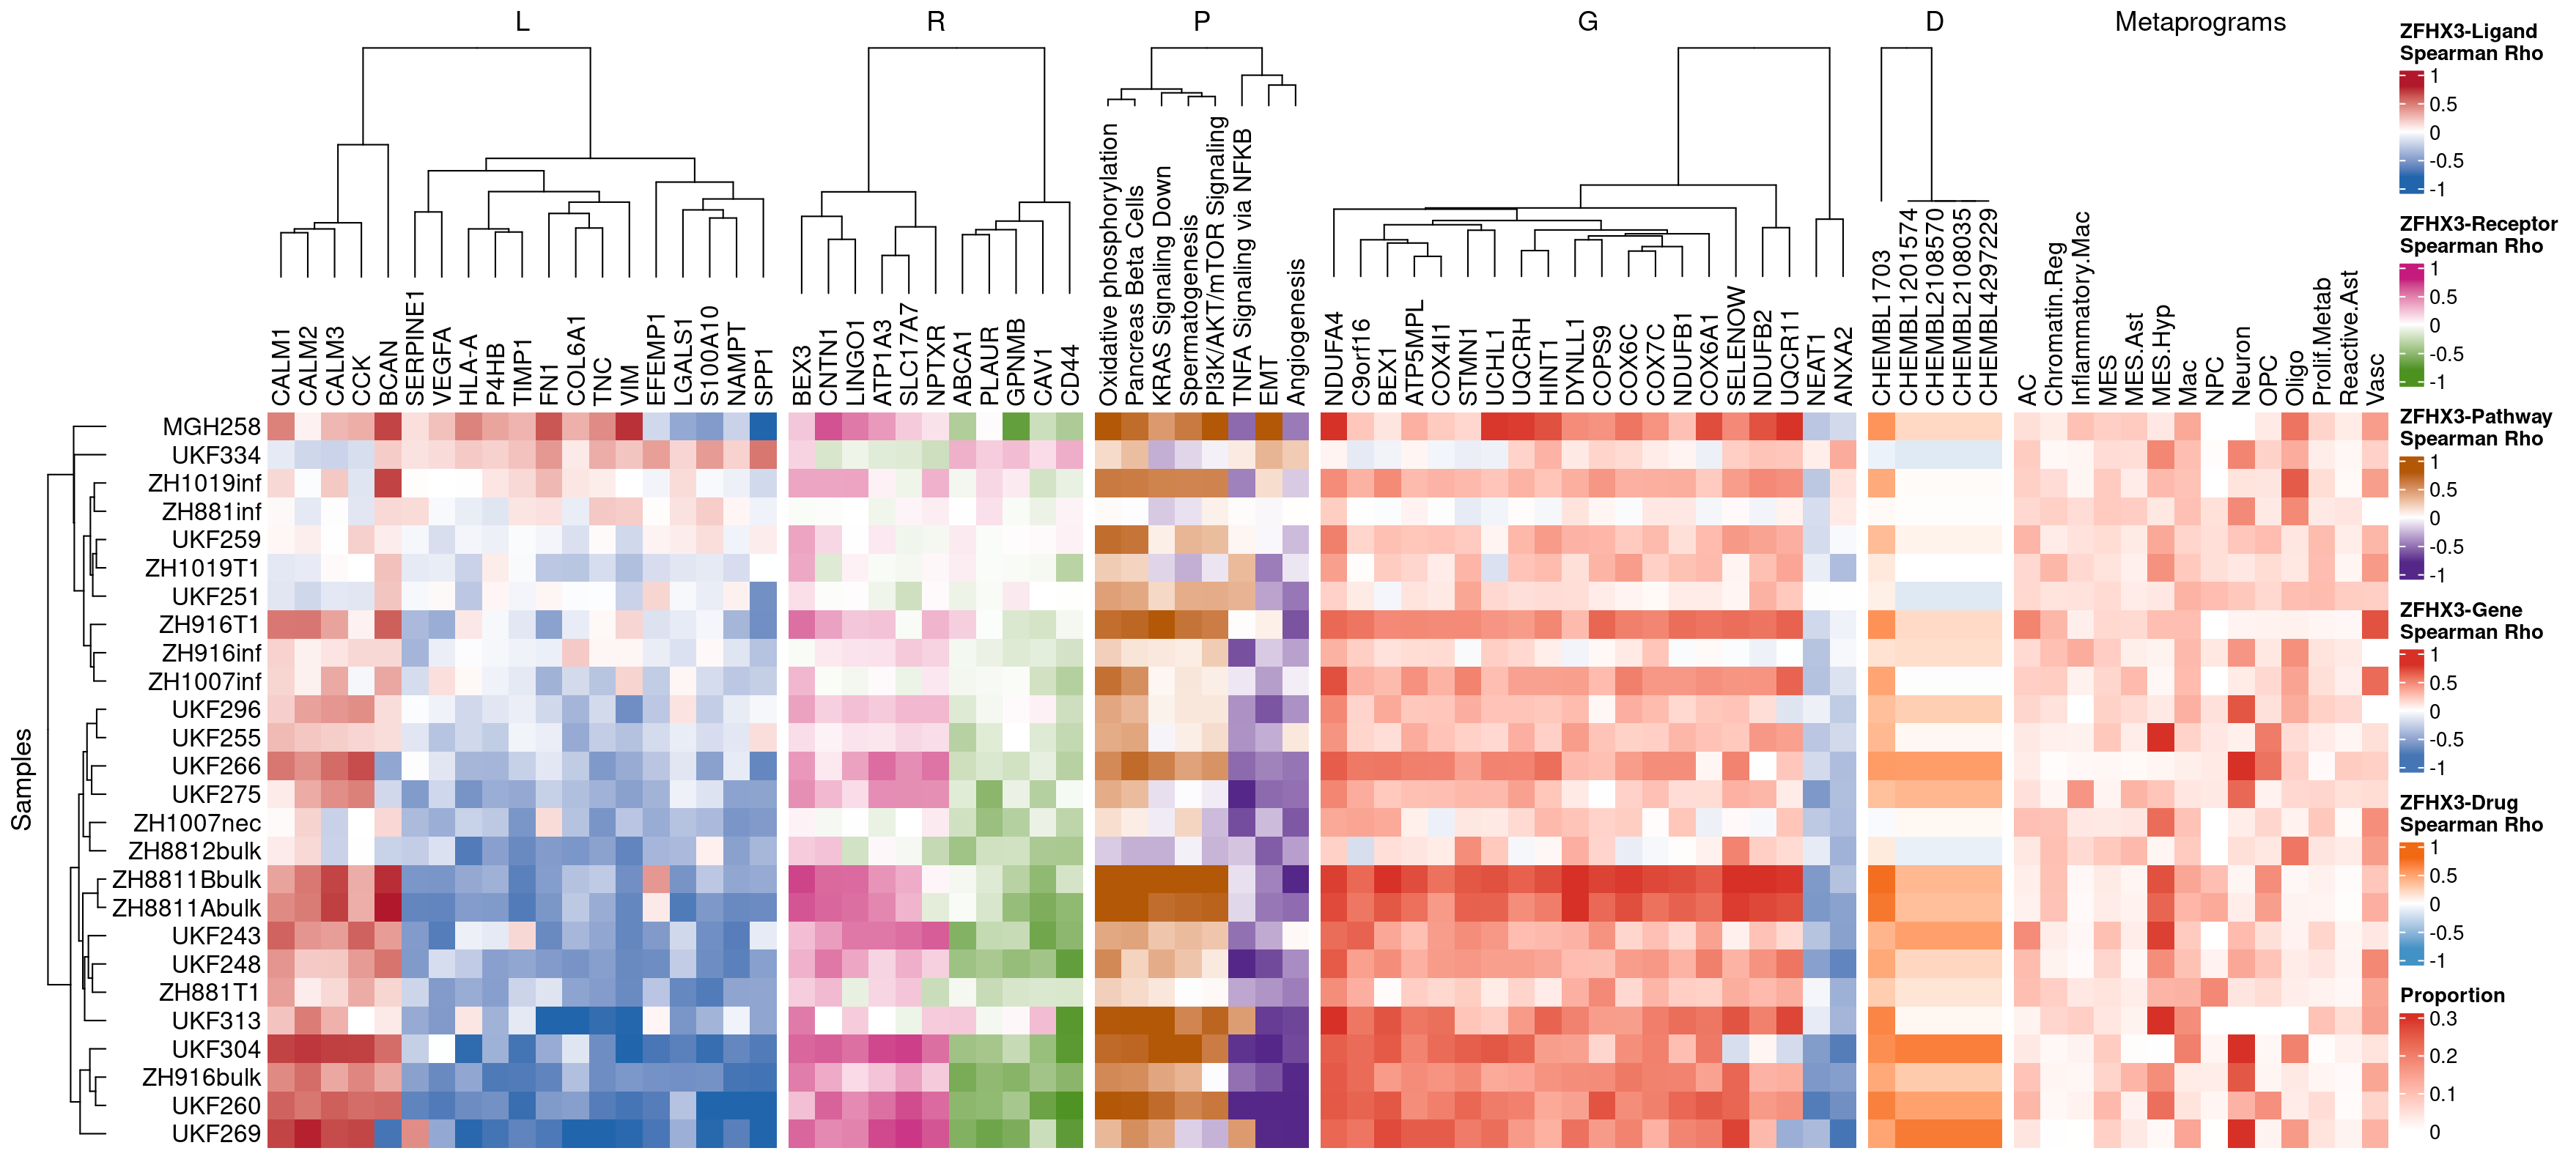 L R P G D Metaprograms
CALM1
CALM2
CALM3
CCK
BCAN
SERPINE1
VEGFA
HLA-A
P4HB
TIMP1
FN1
COL6A1
TNC
VIM
EFEMP1
LGALS1
S100A10
NAMPT
SPP1
BEX3
CNTN1
LINGO1
ATP1A3
SLC17A7
NPTXR
ABCA1
PLAUR
GPNMB
CAV1
CD44
Oxidative phosphorylation
Pancreas Beta Cells
KRAS Signaling Down
Spermatogenesis
PI3K/AKT/mTOR Signaling
TNFA Signaling via NFKB
EMT
Angiogenesis
NDUFA4
C9orf16
BEX1
ATP5MPL
COX4I1
STMN1
UCHL1
UQCRH
HINT1
DYNLL1
COPS9
COX6C
COX7C
NDUFB1
COX6A1
SELENOW
NDUFB2
UQCR11
NEAT1
ANXA2
CHEMBL1703
CHEMBL1201574
CHEMBL2108570
CHEMBL2108035
CHEMBL4297229
AC
Chromatin.Reg
Inflammatory.Mac
MES
MES.Ast
MES.Hyp
Mac
NPC
Neuron
OPC
Oligo
Prolif.Metab
Reactive.Ast
Vasc
Samples
MGH258
UKF334
ZH1019inf
ZH881inf
UKF259
ZH1019T1
UKF251
ZH916T1
ZH916inf
ZH1007inf
UKF296
UKF255
UKF266
UKF275
ZH1007nec
ZH8812bulk
ZH8811Bbulk
ZH8811Abulk
UKF243
UKF248
ZH881T1
UKF313
UKF304
ZH916bulk
UKF260
UKF269
ZFHX3-Ligand
Spearman Rho
1
0.5
0
-0.5
-1
ZFHX3-Receptor
Spearman Rho
1
0.5
0
-0.5
-1
ZFHX3-Pathway
Spearman Rho
1
0.5
0
-0.5
-1
ZFHX3-Gene
Spearman Rho
1
0.5
0
-0.5
-1
ZFHX3-Drug
Spearman Rho
1
0.5
0
-0.5
-1
Proportion
0.3
0.2
0.1
0